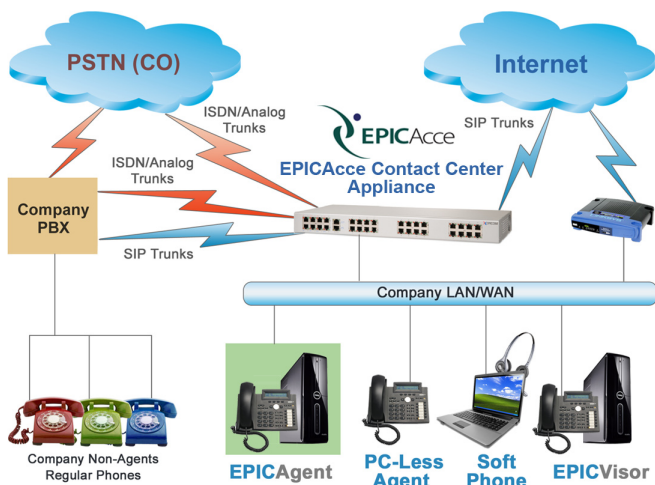 PSTN (CO)
Internet
ISDN/Analog
Trunks
SIP Trunks
EPICAcce
EPICAcce Contact Center
Appliance
ISDN/Analog
Trunks
Company
PBX
SIP Trunks
Company LAN/WAN
Company Non-Agents
Regular Phones
EPICAgent
PC-Less
Agent
Soft
Phone
EPICVisor